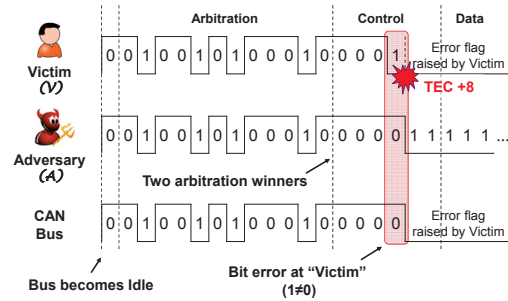 Arbitration Control Data
0 0 1 0 0 1 0 1 0 0 0 1 0 0 0 0 1
Error flag
raised by Victim
Victim
(V)
TEC +8
0 0 1 0 0 1 0 1 0 0 0 1 0 0 0 0 0 1 1 1 1 1 ...
Adversary
(A)
Two arbitration winners
CAN
Bus
0 0 1 0 0 1 0 1 0 0 0 1 0 0 0 0 0
Error flag
raised by Victim
Bus becomes Idle
Bit error at “Victim”
(1≠0)